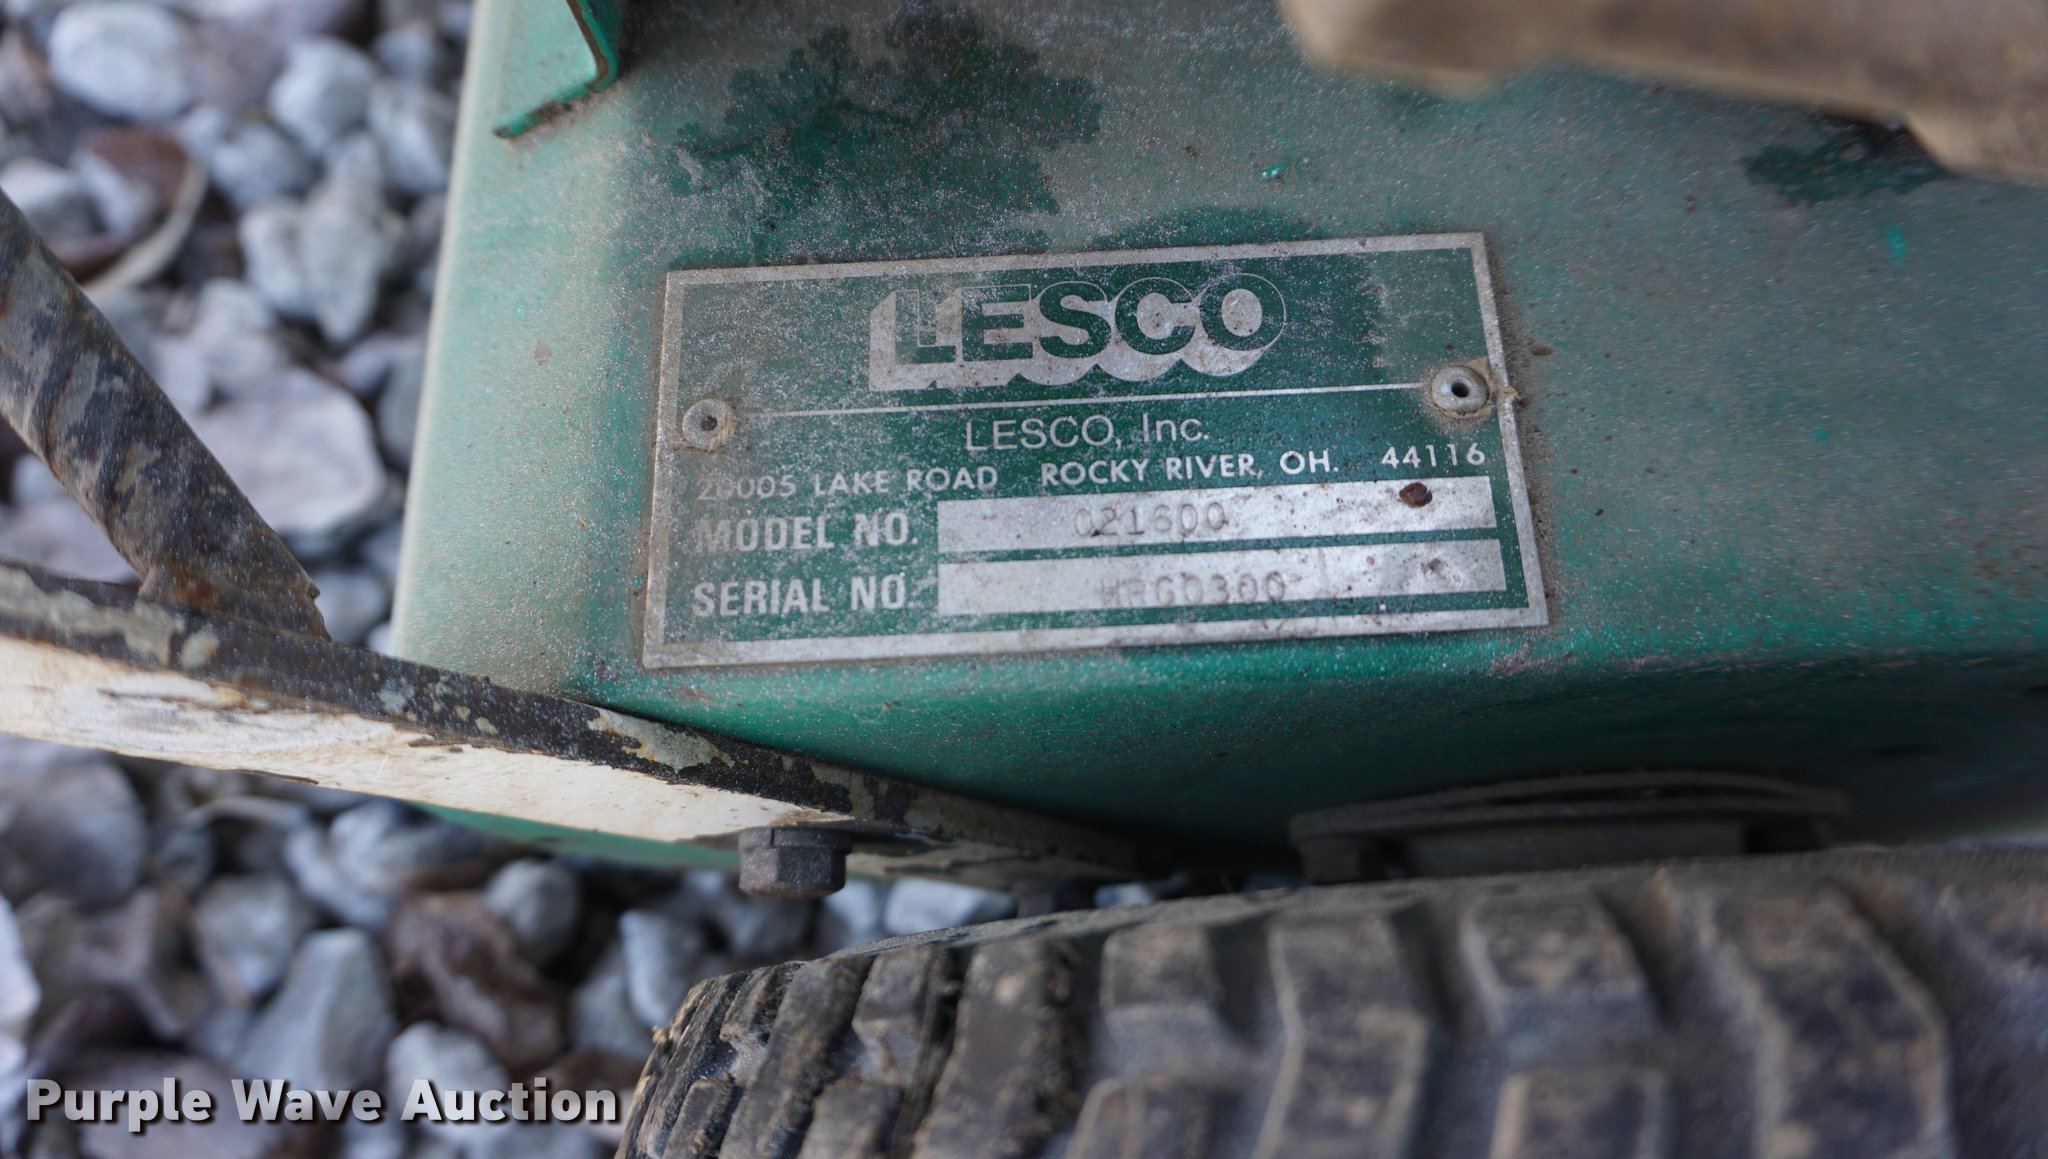 LESCO
LESCO, Inc.
20005 LAKE ROAD ROCKY RIVER, OH. 44116
MODEL NO. 021600
SERIAL NO.
Purple Wave Auction